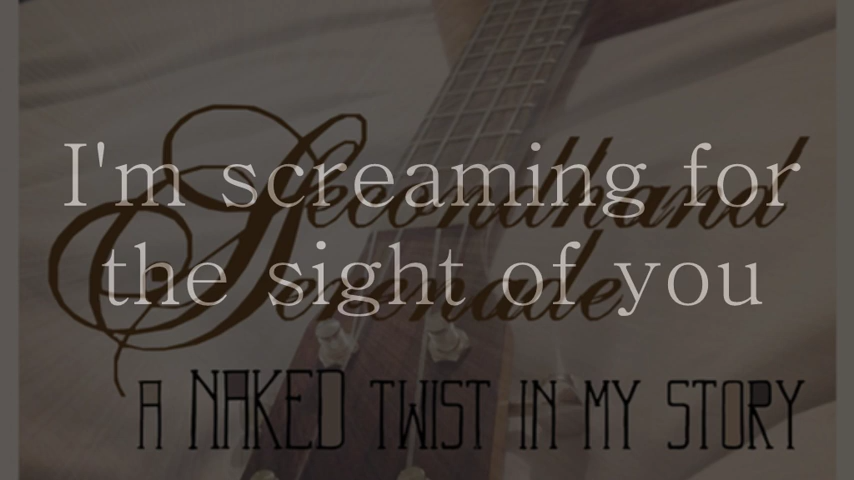 I'm screaming for
the sight of you
Secondhand
Serenade
A NAKED TWIST IN MY STORY